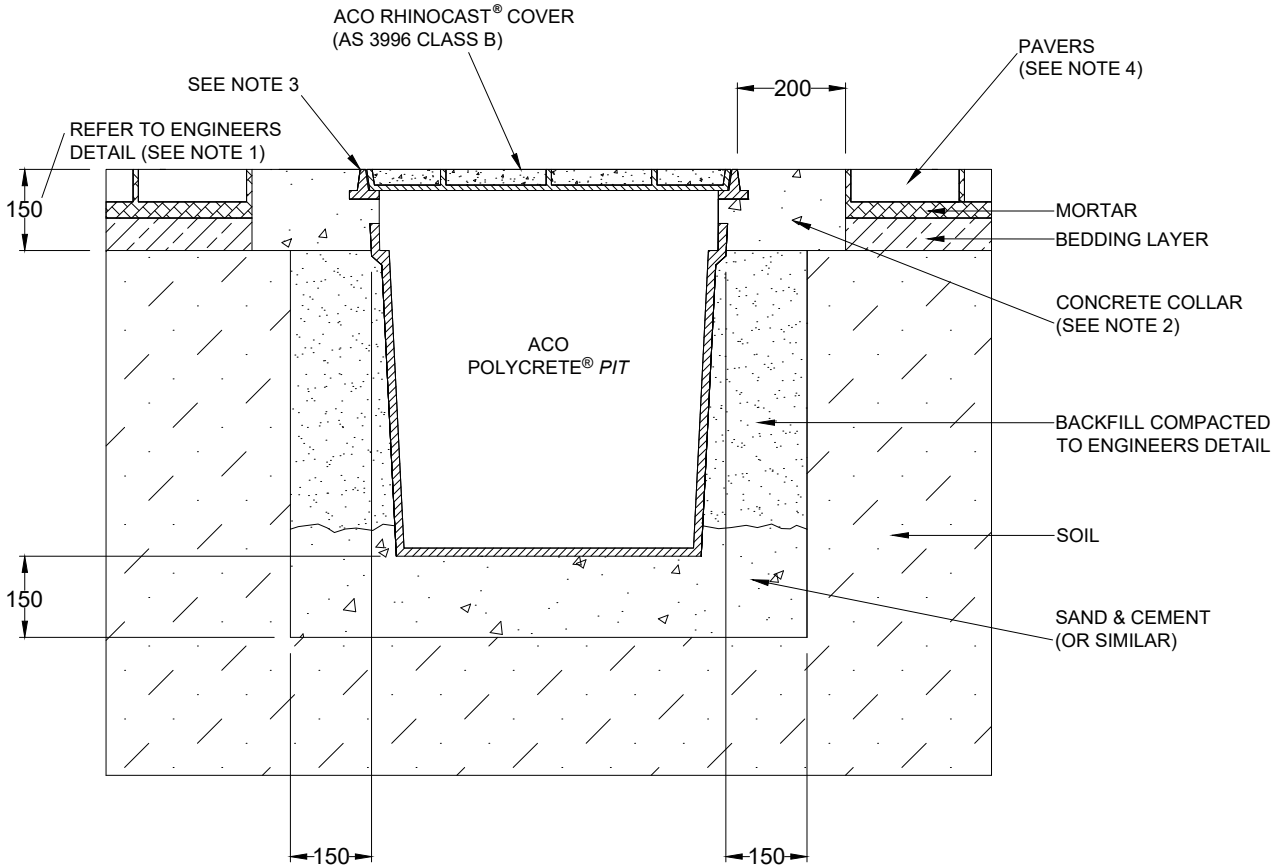 ACO RHINOCAST® COVER
(AS 3996 CLASS B)
PAVERS
(SEE NOTE 4)
SEE NOTE 3
200
REFER TO ENGINEERS
DETAIL (SEE NOTE 1)
150
MORTAR
BEDDING LAYER
CONCRETE COLLAR
(SEE NOTE 2)
ACO
POLYCRETE® PIT
BACKFILL COMPACTED
TO ENGINEERS DETAIL
SOIL
150
SAND & CEMENT
(OR SIMILAR)
150
150